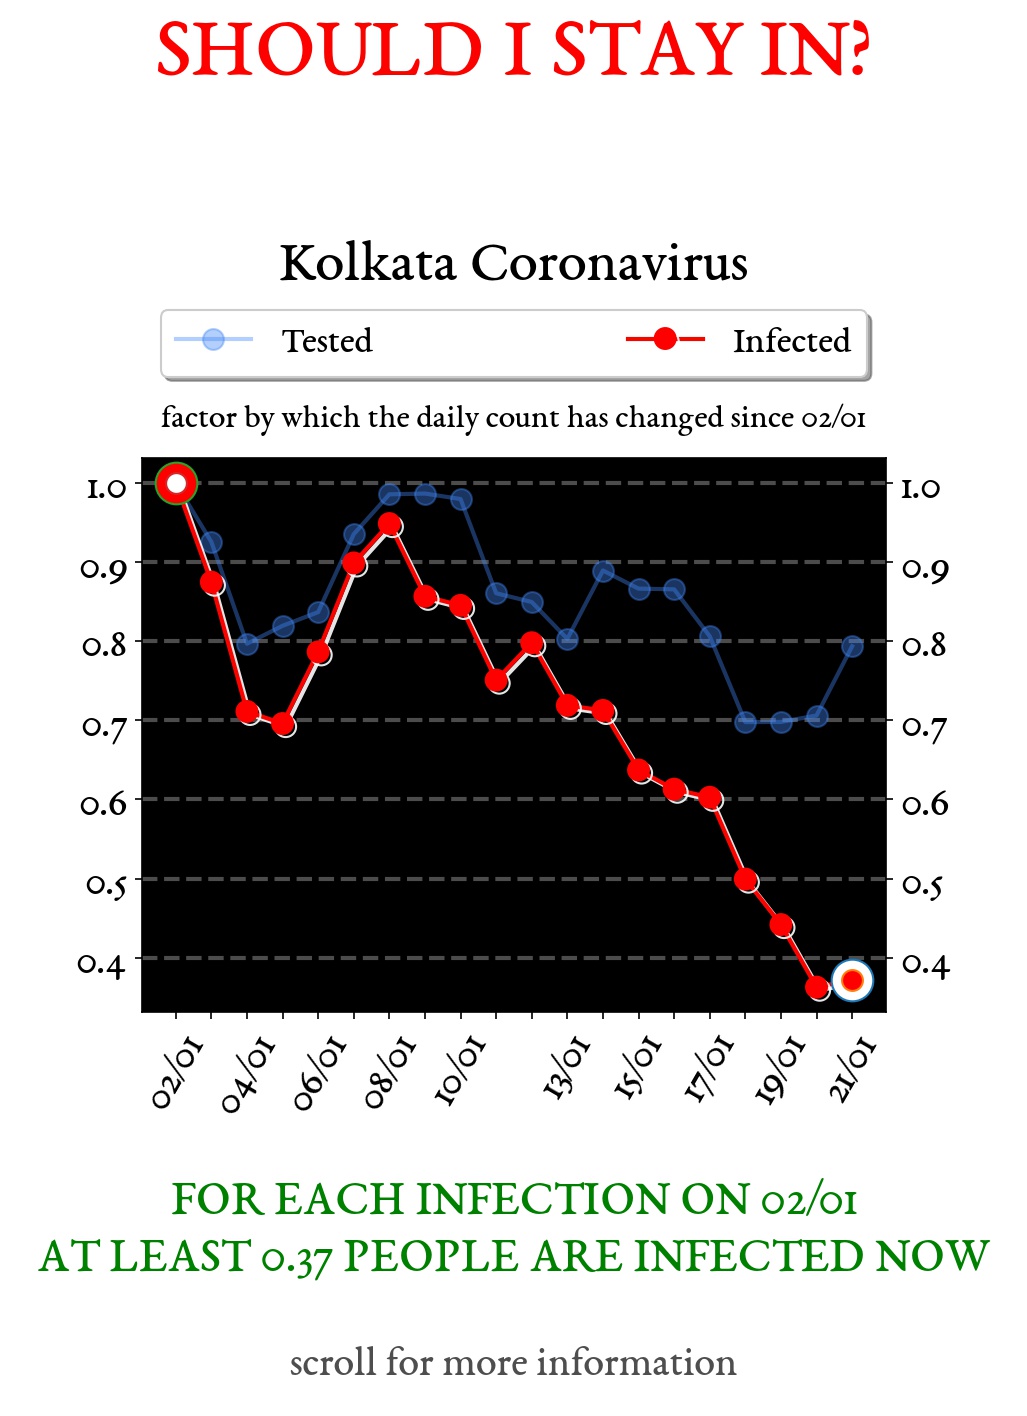 SHOULD I STAY IN?
Kolkata Coronavirus
Tested Infected
factor by which the daily count has changed since 02/01
1.0 1.0
0.9 0.9
0.8 0.8
0.7 0.7
0.6 0.6
0.5 0.5
0.4 0.4
02/01 04/01 06/01 08/01 10/01 13/01 15/01 17/01 19/01 21/01
FOR EACH INFECTION ON 02/01
AT LEAST 0.37 PEOPLE ARE INFECTED NOW
scroll for more information